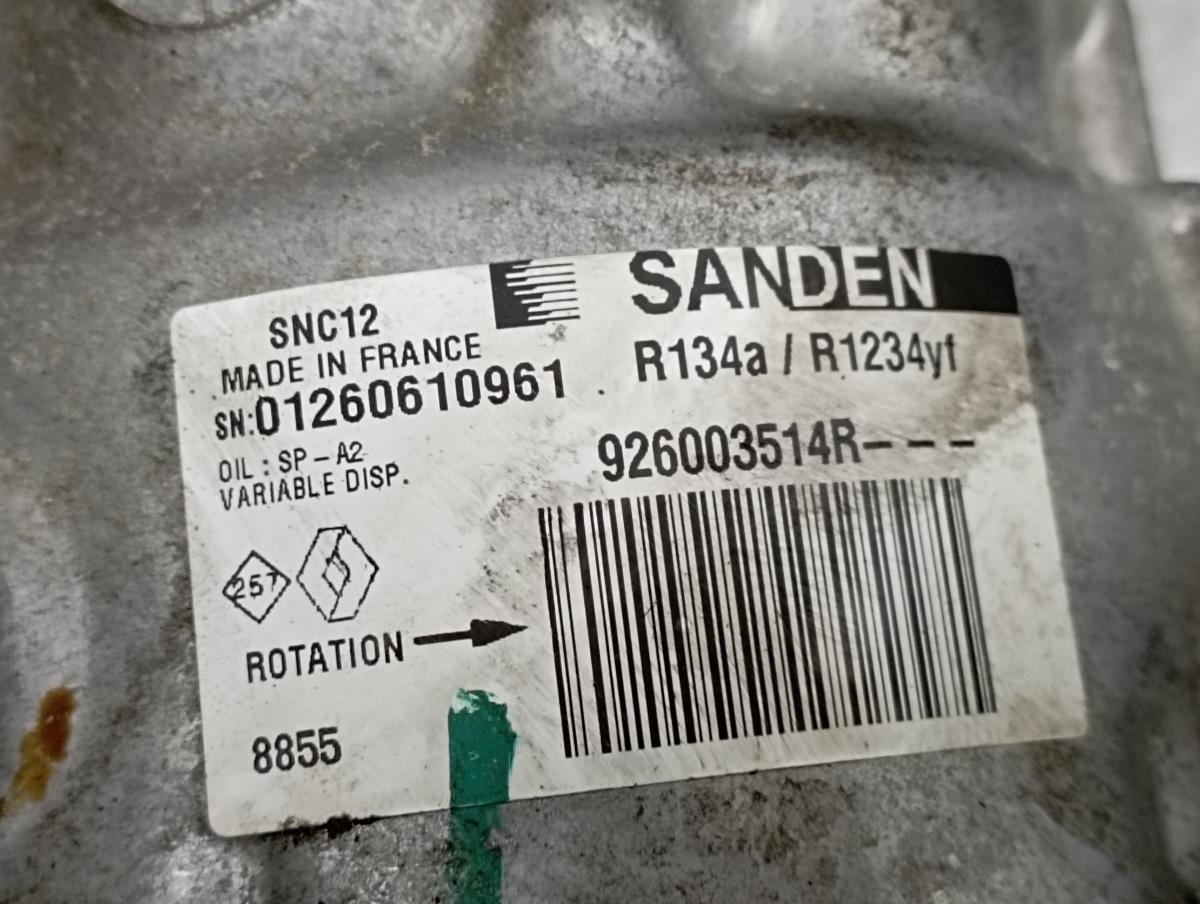 SANDEN
SNC12
MADE IN FRANCE
SN:01260610961
R134a / R1234yf
OIL : SP – A2
VARIABLE DISP.
926003514R– – –
257
ROTATION
8855